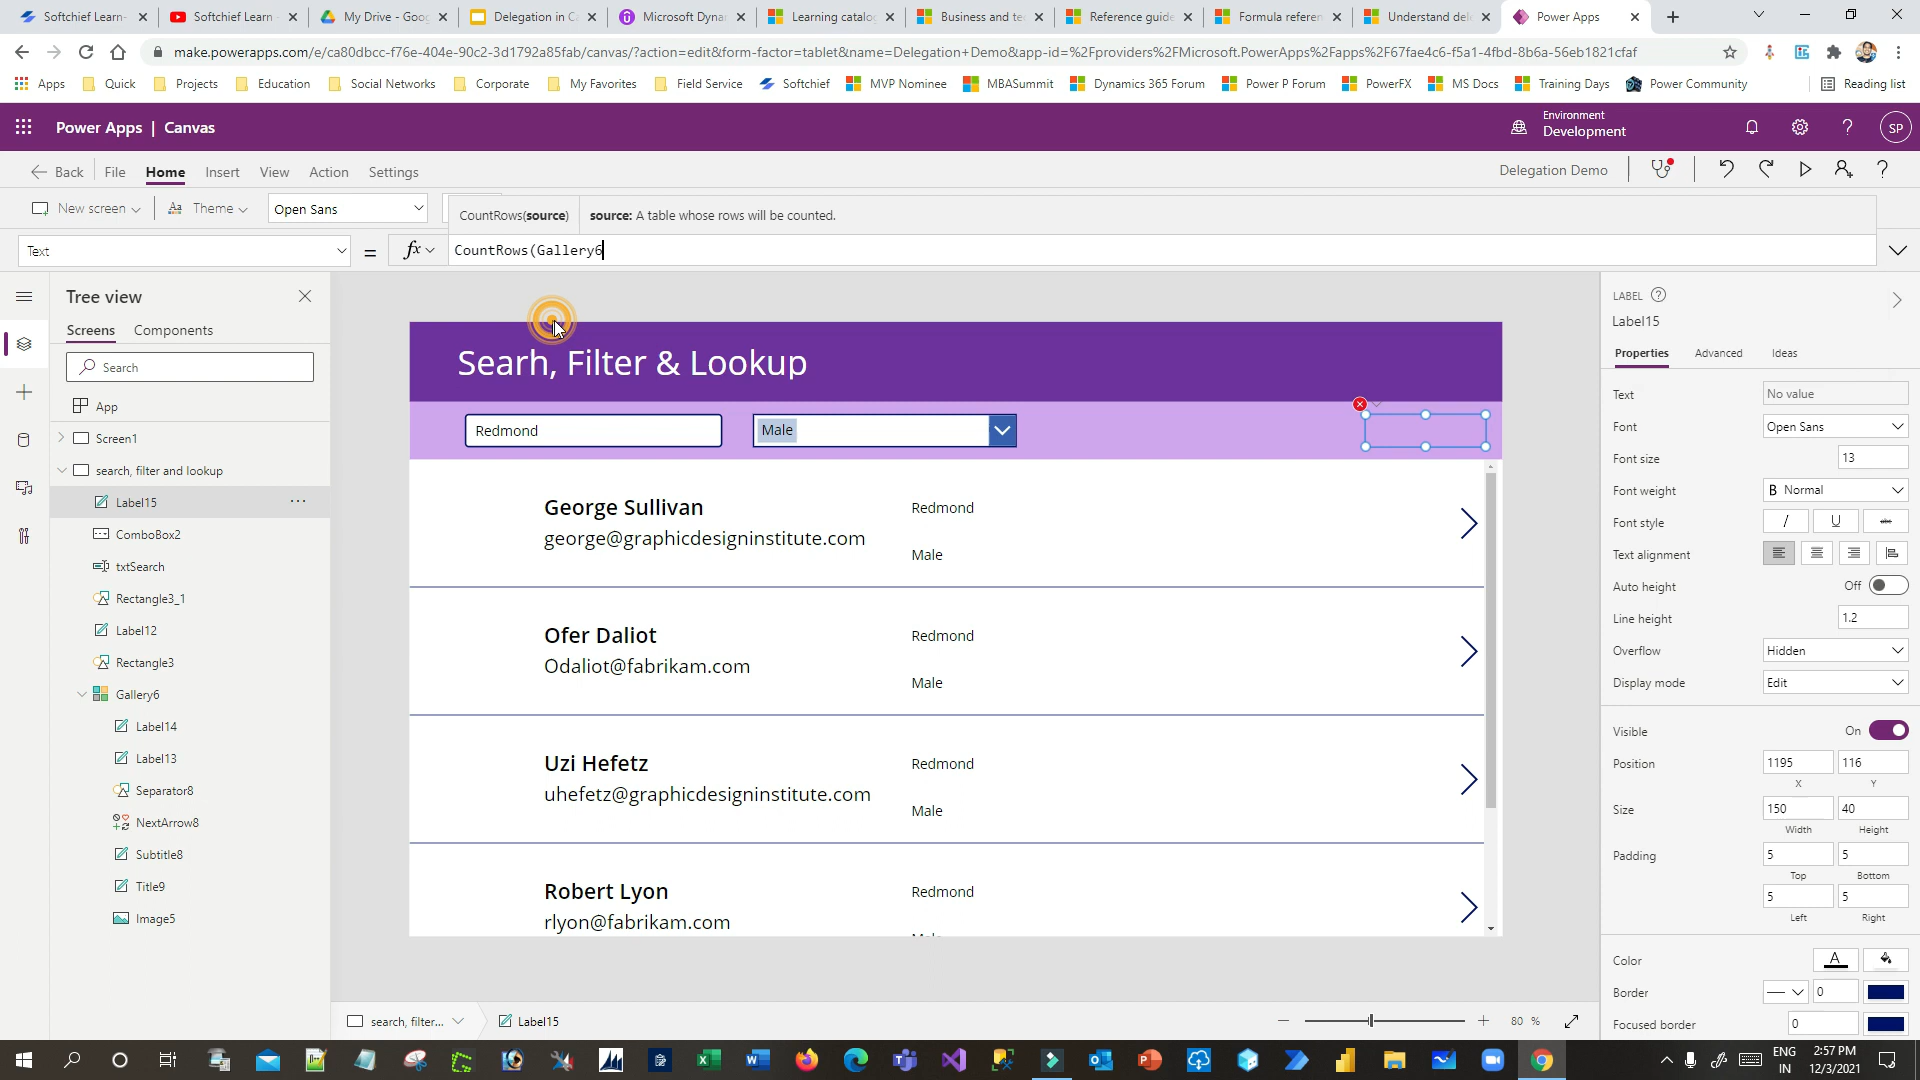 Softchief Learn-
Softchief Learn -
My Drive - Goog
Delegation in C
Microsoft Dyna
Learning catalog
Business and te
Reference guide
Formula referen
Understand del
Power Apps
make.powerapps.com/e/ca80dbcc-f76e-404e-90c2-3d1792a85fab/canvas/?action=edit&form-factor=tablet&name=Delegation+Demo&app-id=%2Fproviders%2FMicrosoft.PowerApps%2Fapps%2F67fae4c6-f5a1-4fbd-8b6a-56eb1821cfaf
Apps
Quick
Projects
Education
Social Networks
Corporate
My Favorites
Field Service
Softchief
MVP Nominee
MBASummit
Dynamics 365 Forum
Power P Forum
PowerFX
MS Docs
Training Days
Power Community
Reading list
Power Apps | Canvas
Environment
Development
SP
Back
File
Home
Insert
View
Action
Settings
Delegation Demo
New screen
Theme
Open Sans
CountRows(source)
source: A table whose rows will be counted.
Text
=
fx
CountRows(Gallery6
Tree view
Screens
Components
Search
App
Screen1
search, filter and lookup
Label15
ComboBox2
txtSearch
Rectangle3_1
Label12
Rectangle3
Gallery6
Label14
Label13
Separator8
NextArrow8
Subtitle8
Title9
Image5
Searh, Filter & Lookup
Redmond
Male
George Sullivan
george@graphicdesigninstitute.com
Redmond
Male
Ofer Daliot
Odaliot@fabrikam.com
Redmond
Male
Uzi Hefetz
uhefetz@graphicdesigninstitute.com
Redmond
Male
Robert Lyon
rlyon@fabrikam.com
Redmond
LABEL
Label15
Properties
Advanced
Ideas
Text
No value
Font
Open Sans
Font size
13
Font weight
B Normal
Font style
Text alignment
Auto height
Off
Line height
1.2
Overflow
Hidden
Display mode
Edit
Visible
On
Position
1195
116
X
Y
Size
150
40
Width
Height
Padding
5
5
Top
Bottom
5
5
Left
Right
Color
A
Border
0
Focused border
0
search, filter...
Label15
80 %
ENG
IN
2:57 PM
12/3/2021